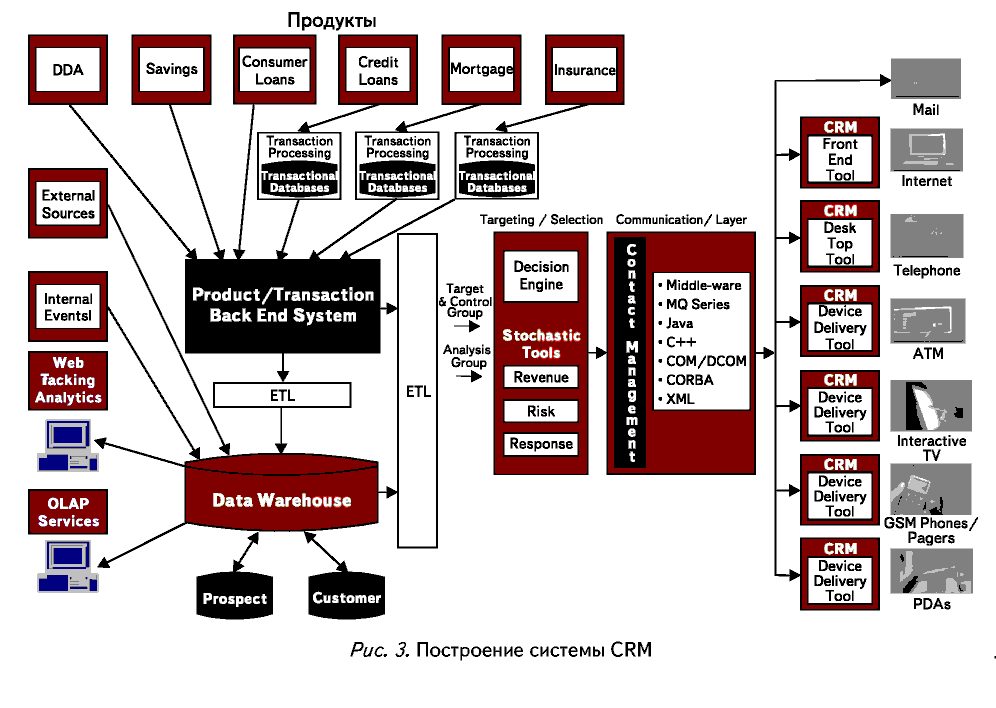 Продукты
DDA
Savings
Consumer
Loans
Credit
Loans
Mortgage
Insurance
Transaction
Processing
Transactional
Databases
Transaction
Processing
Transactional
Databases
Transaction
Processing
Transactional
Databases
External
Sources
Internal
Eventsl
Web
Tacking
Analytics
OLAP
Services
Product/Transaction
Back End System
ETL
Data Warehouse
Prospect
Customer
ETL
Target
& Control
Group
Analysis
Group
Targeting / Selection
Decision
Engine
Stochastic
Tools
Revenue
Risk
Response
Communication/ Layer
Contact Management
• Middle-ware
• MQ Series
• Java
• C++
• COM/DCOM
• CORBA
• XML
Mail
CRM
Front
End
Tool
Internet
CRM
Desk
Top
Tool
Telephone
CRM
Device
Delivery
Tool
ATM
CRM
Device
Delivery
Tool
Interactive
TV
CRM
Device
Delivery
Tool
GSM Phones/
Pagers
CRM
Device
Delivery
Tool
PDAs
Рис. 3. Построение системы CRM